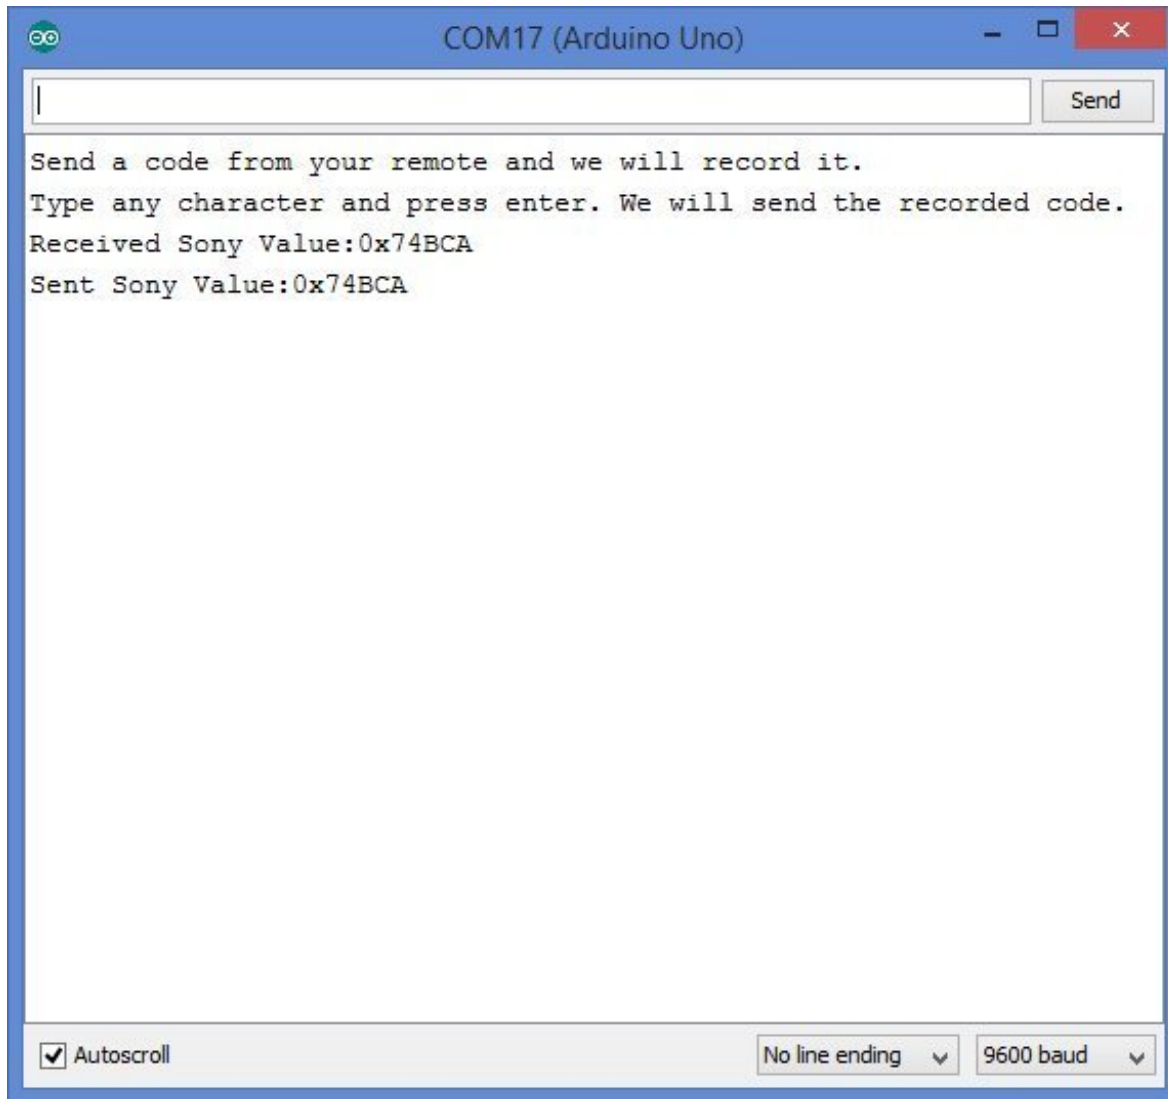 COM17 (Arduino Uno)
Send
Send a code from your remote and we will record it.
Type any character and press enter. We will send the recorded code.
Received Sony Value:0x74BCA
Sent Sony Value:0x74BCA
Autoscroll
No line ending
9600 baud